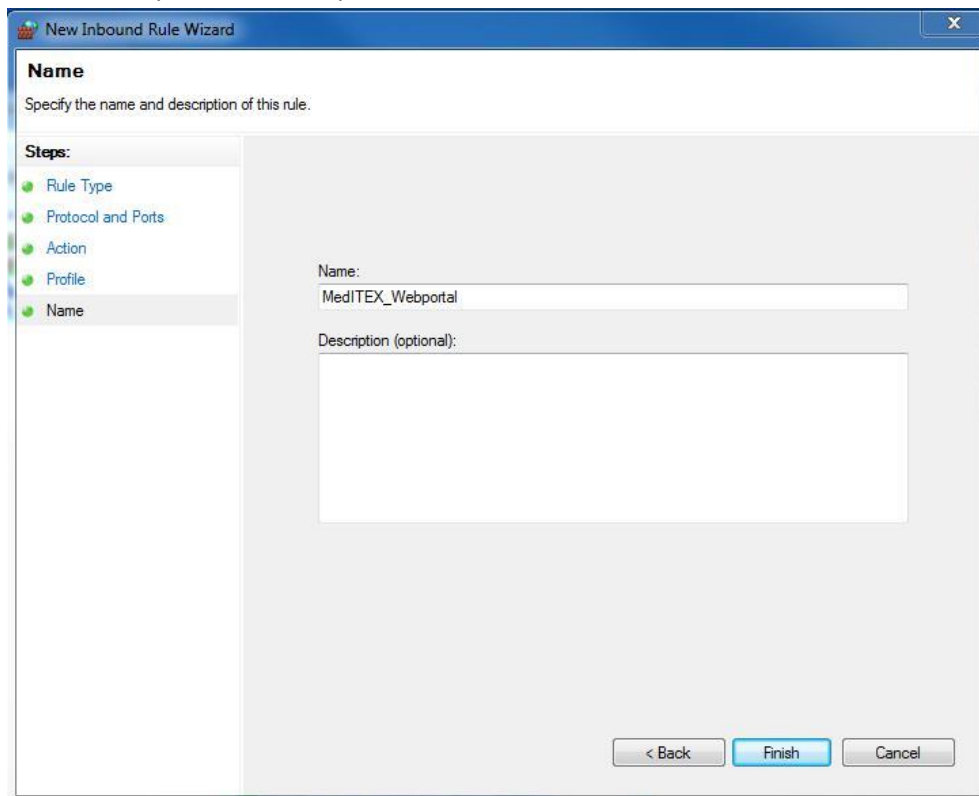 New Inbound Rule Wizard
X
Name
Specify the name and description of this rule.
Steps:
Rule Type
Protocol and Ports
Action
Profile
Name
Name:
MedITEX_Webportal
Description (optional):
< Back Finish Cancel